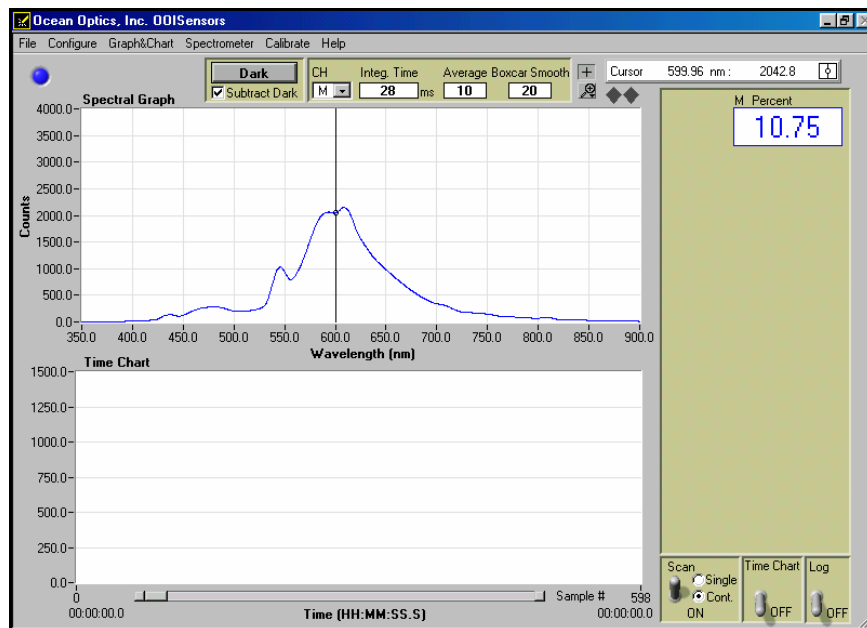 Ocean Optics, Inc. OOISensors
File Configure Graph&Chart Spectrometer Calibrate Help
Dark
Subtract Dark
CH
M
Integ. Time
28 ms
Average
10
Boxcar Smooth
20
Cursor 599.96 nm : 2042.8
M Percent
10.75
Spectral Graph
4000.0
3500.0
3000.0
2500.0
2000.0
1500.0
1000.0
500.0
0.0
Counts
350.0 400.0 450.0 500.0 550.0 600.0 650.0 700.0 750.0 800.0 850.0 900.0
Wavelength (nm)
Time Chart
1500.0
1250.0
1000.0
750.0
500.0
250.0
0.0
0 Sample # 598
00:00:00.0 Time (HH:MM:SS.S) 00:00:00.0
Scan
Single
Cont.
ON
Time Chart
OFF
Log
OFF